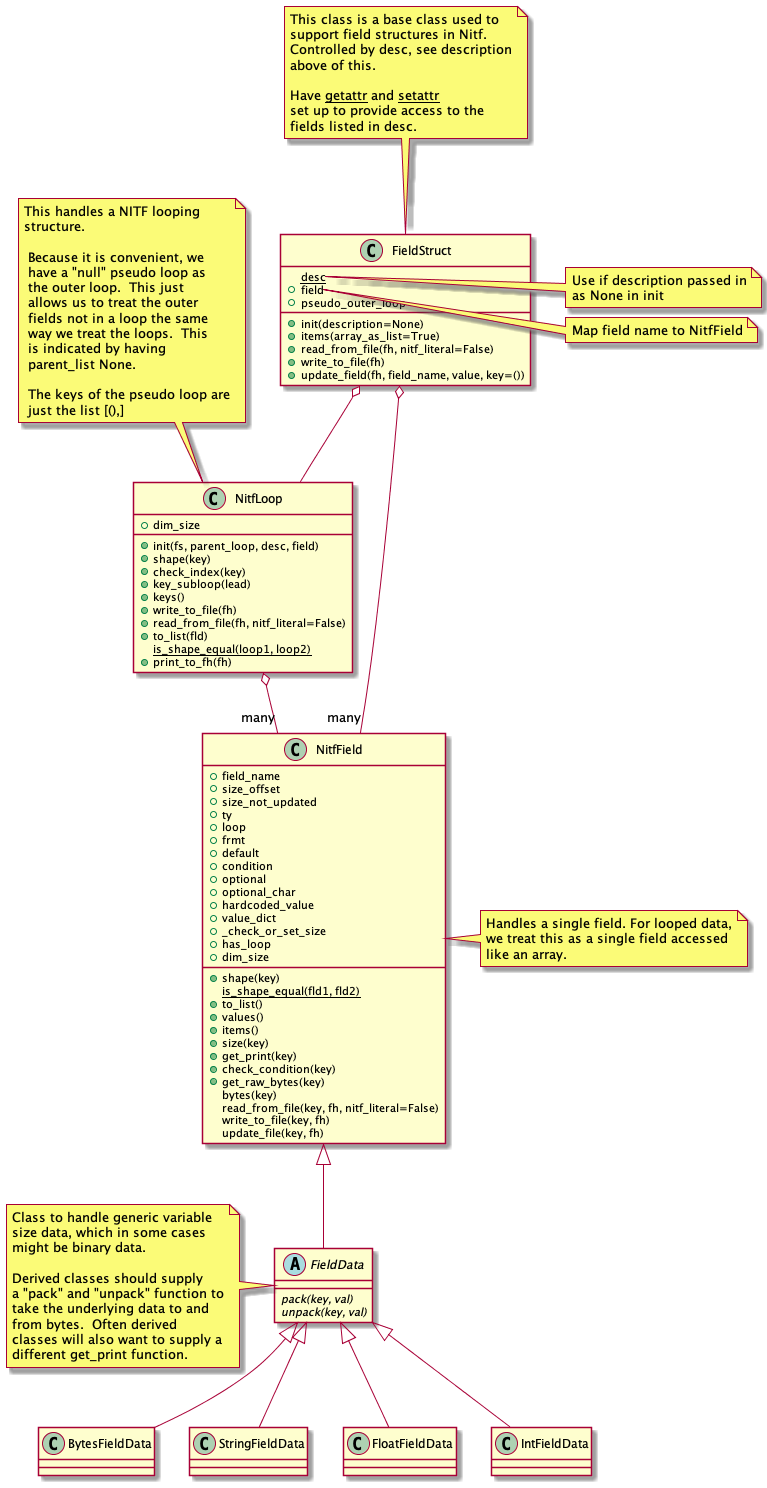 This class is a base class used to
support field structures in Nitf.
Controlled by desc, see description
above of this.
Have getattr and setattr
set up to provide access to the
fields listed in desc.
This handles a NITF looping
structure.
Because it is convenient, we
have a "null" pseudo loop as
the outer loop.  This just
allows us to treat the outer
fields not in a loop the same
way we treat the loops.  This
is indicated by having
parent_list None.
The keys of the pseudo loop are
just the list [(),]
C FieldStruct
desc
field
pseudo_outer_loop
init(description=None)
items(array_as_list=True)
read_from_file(fh, nitf_literal=False)
write_to_file(fh)
update_field(fh, field_name, value, key=())
Use if description passed in
as None in init
Map field name to NitfField
C NitfLoop
dim_size
init(fs, parent_loop, desc, field)
shape(key)
check_index(key)
key_subloop(lead)
keys()
write_to_file(fh)
read_from_file(fh, nitf_literal=False)
to_list(fld)
is_shape_equal(loop1, loop2)
print_to_fh(fh)
many
many
C NitfField
field_name
size_offset
size_not_updated
ty
loop
frmt
default
condition
optional
optional_char
hardcoded_value
value_dict
_check_or_set_size
has_loop
dim_size
shape(key)
is_shape_equal(fld1, fld2)
to_list()
values()
items()
size(key)
get_print(key)
check_condition(key)
get_raw_bytes(key)
bytes(key)
read_from_file(key, fh, nitf_literal=False)
write_to_file(key, fh)
update_file(key, fh)
Handles a single field. For looped data,
we treat this as a single field accessed
like an array.
Class to handle generic variable
size data, which in some cases
might be binary data.
Derived classes should supply
a "pack" and "unpack" function to
take the underlying data to and
from bytes.  Often derived
classes will also want to supply a
different get_print function.
A FieldData
pack(key, val)
unpack(key, val)
C BytesFieldData
C StringFieldData
C FloatFieldData
C IntFieldData